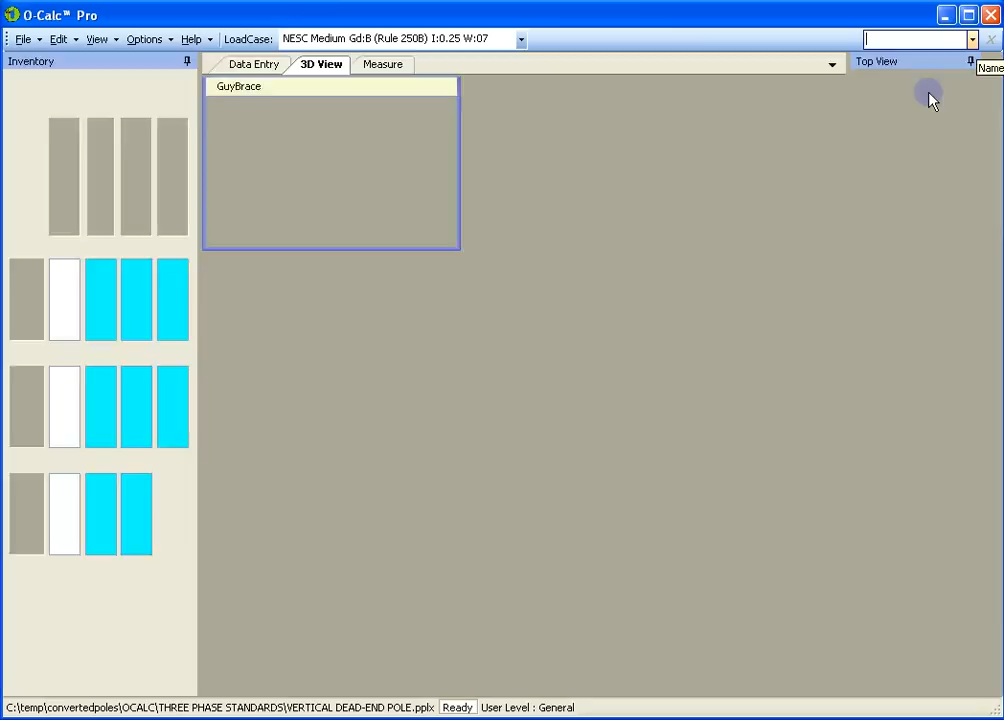 O-Calc™ Pro
File Edit View Options Help LoadCase: NESC Medium Gd:B (Rule 250B) I:0.25 W:07
Inventory Data Entry 3D View Measure Top View Name
GuyBrace
C:\temp\convertedpoles\OCALC\THREE PHASE STANDARDS\VERTICAL DEAD-END POLE.pplx Ready User Level : General